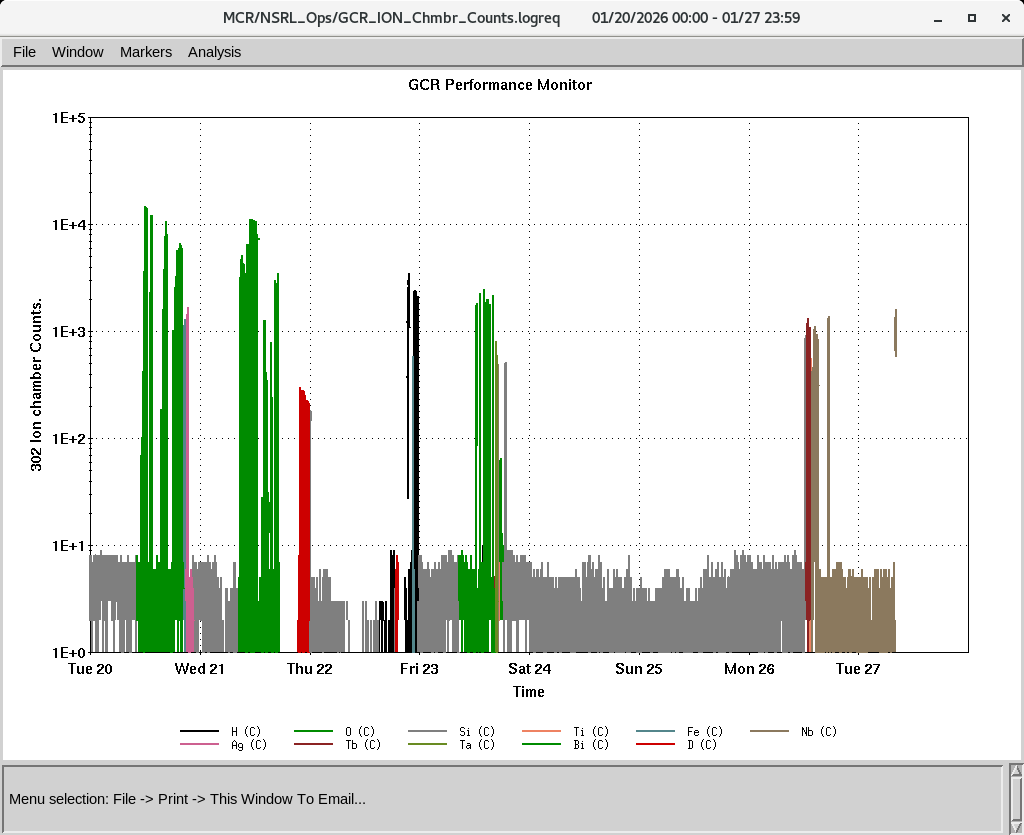 MCR/NSRL_Ops/GCR_ION_Chmbr_Counts.logreq 01/20/2026 00:00 - 01/27 23:59
File Window Markers Analysis
GCR Performance Monitor
1E+5
1E+4
1E+3
1E+2
1E+1
1E+0
302 Ion chamber Counts.
Tue 20 Wed 21 Thu 22 Fri 23 Sat 24 Sun 25 Mon 26 Tue 27
Time
H (C) O (C) Si (C) Ti (C) Fe (C) Nb (C)
Ag (C) Tb (C) Ta (C) Bi (C) D (C)
Menu selection: File -> Print -> This Window To Email...